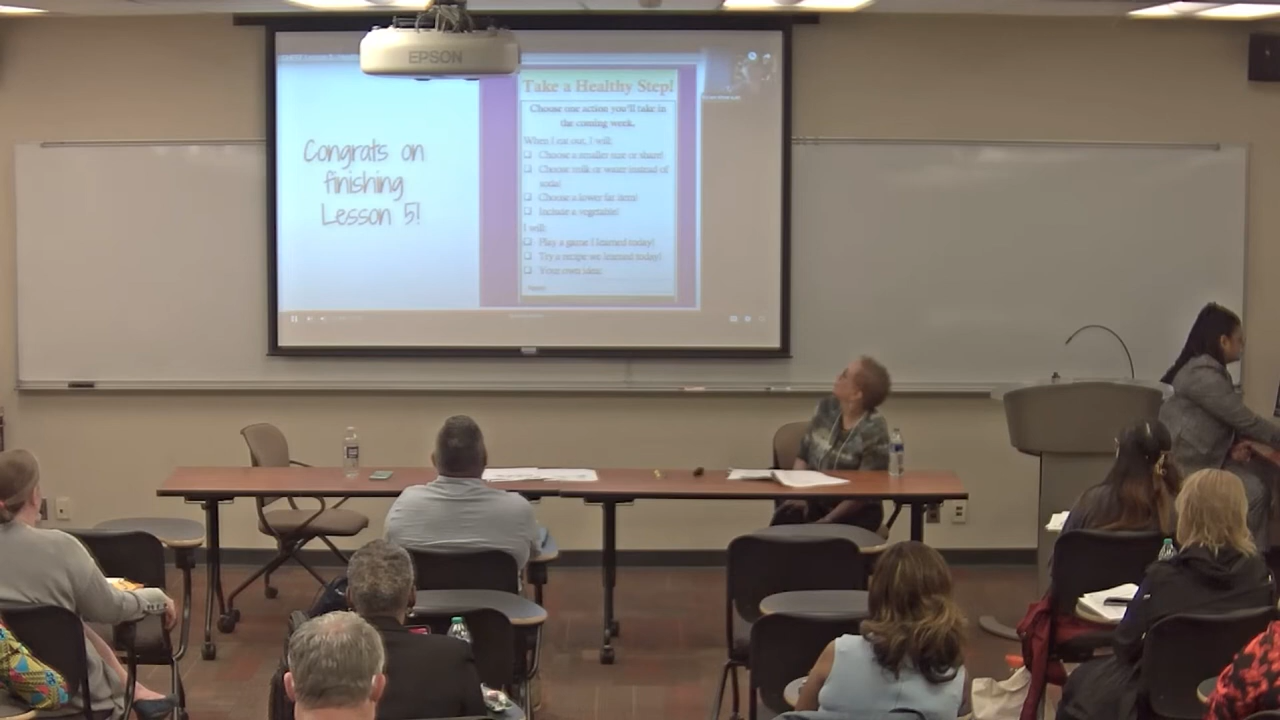 EPSON
Congrats on
finishing
Lesson 5!
Take a Healthy Step!
Choose one action you'll take in
the coming week.
When I eat out, I will:
Choose a smaller size or share!
Choose milk or water instead of
soda!
Choose a lower fat item!
Include a vegetable!
I will:
Play a game I learned today!
Try a recipe we learned today!
Your own idea:
Name: